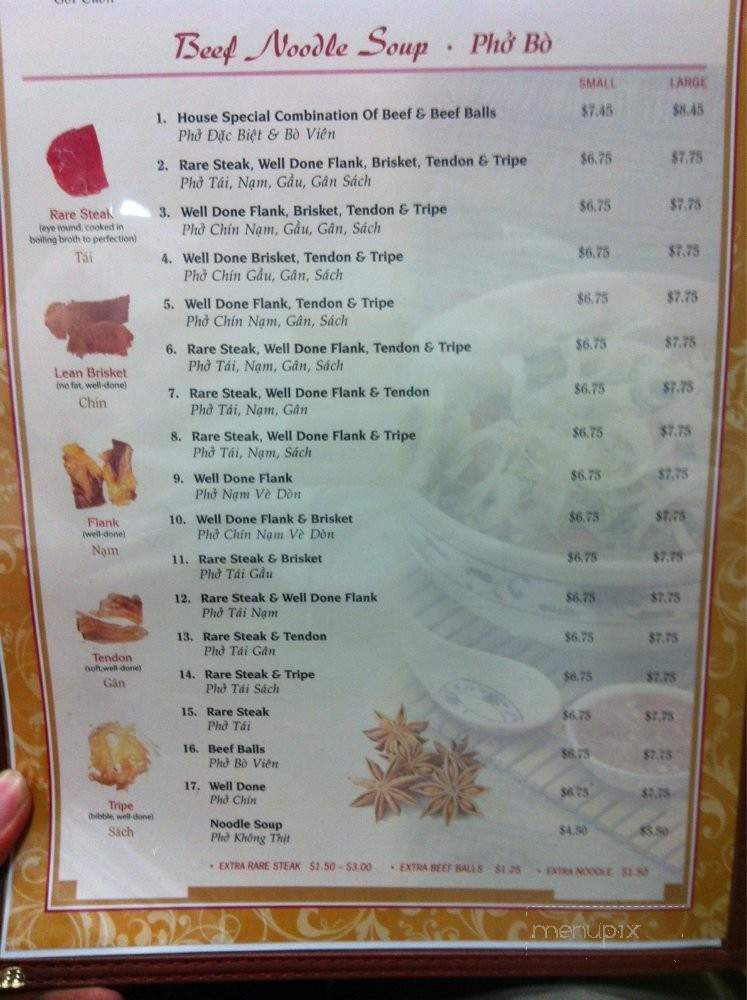 Gỏi Cuốn
Beef Noodle Soup · Phở Bò
SMALL LARGE
1. House Special Combination Of Beef & Beef Balls $7.45 $8.45
Phở Đặc Biệt & Bò Viên
2. Rare Steak, Well Done Flank, Brisket, Tendon & Tripe $6.75 $7.75
Phở Tái, Nạm, Gầu, Gân Sách
3. Well Done Flank, Brisket, Tendon & Tripe $6.75 $7.75
Phở Chín Nạm, Gầu, Gân, Sách
4. Well Done Brisket, Tendon & Tripe $6.75 $7.75
Phở Chín Gầu, Gân, Sách
5. Well Done Flank, Tendon & Tripe $6.75 $7.75
Phở Chín Nạm, Gân, Sách
6. Rare Steak, Well Done Flank, Tendon & Tripe $6.75 $7.75
Phở Tái, Nạm, Gân, Sách
7. Rare Steak, Well Done Flank & Tendon $6.75 $7.75
Phở Tái, Nạm, Gân
8. Rare Steak, Well Done Flank & Tripe $6.75 $7.75
Phở Tái, Nạm, Sách
9. Well Done Flank $6.75 $7.75
Phở Nạm Vè Dòn
10. Well Done Flank & Brisket $6.75 $7.75
Phở Chín Nạm Vè Dòn
11. Rare Steak & Brisket $6.75 $7.75
Phở Tái Gầu
12. Rare Steak & Well Done Flank $6.75 $7.75
Phở Tái Nạm
13. Rare Steak & Tendon $6.75 $7.75
Phở Tái Gân
14. Rare Steak & Tripe $6.75 $7.75
Phở Tái Sách
15. Rare Steak $6.75 $7.75
Phở Tái
16. Beef Balls $6.75 $7.75
Phở Bò Viên
17. Well Done $6.75 $7.75
Phở Chín
Noodle Soup $4.50 $5.50
Phở Không Thịt
• EXTRA RARE STEAK $1.50 – $3.00 • EXTRA BEEF BALLS $1.25 • EXTRA NOODLE $1.50
Rare Steak
(eye round, cooked in
boiling broth to perfection)
Tái
Lean Brisket
(no fat, well-done)
Chín
Flank
(well-done)
Nạm
Tendon
(soft, well-done)
Gân
Tripe
(bibble, well-done)
Sách
menupix